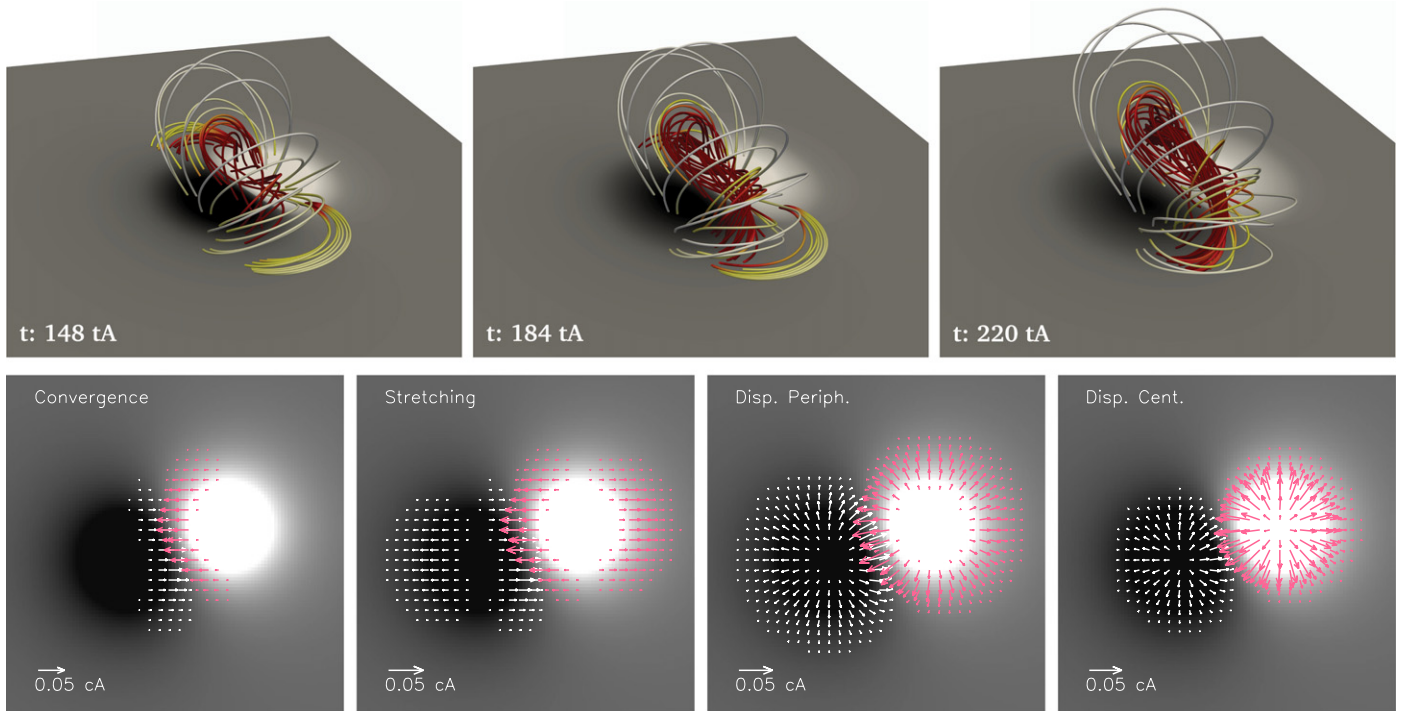 t: 148 tA
t: 184 tA
t: 220 tA
Convergence
Stretching
Disp. Periph.
Disp. Cent.
0.05 cA
0.05 cA
0.05 cA
0.05 cA